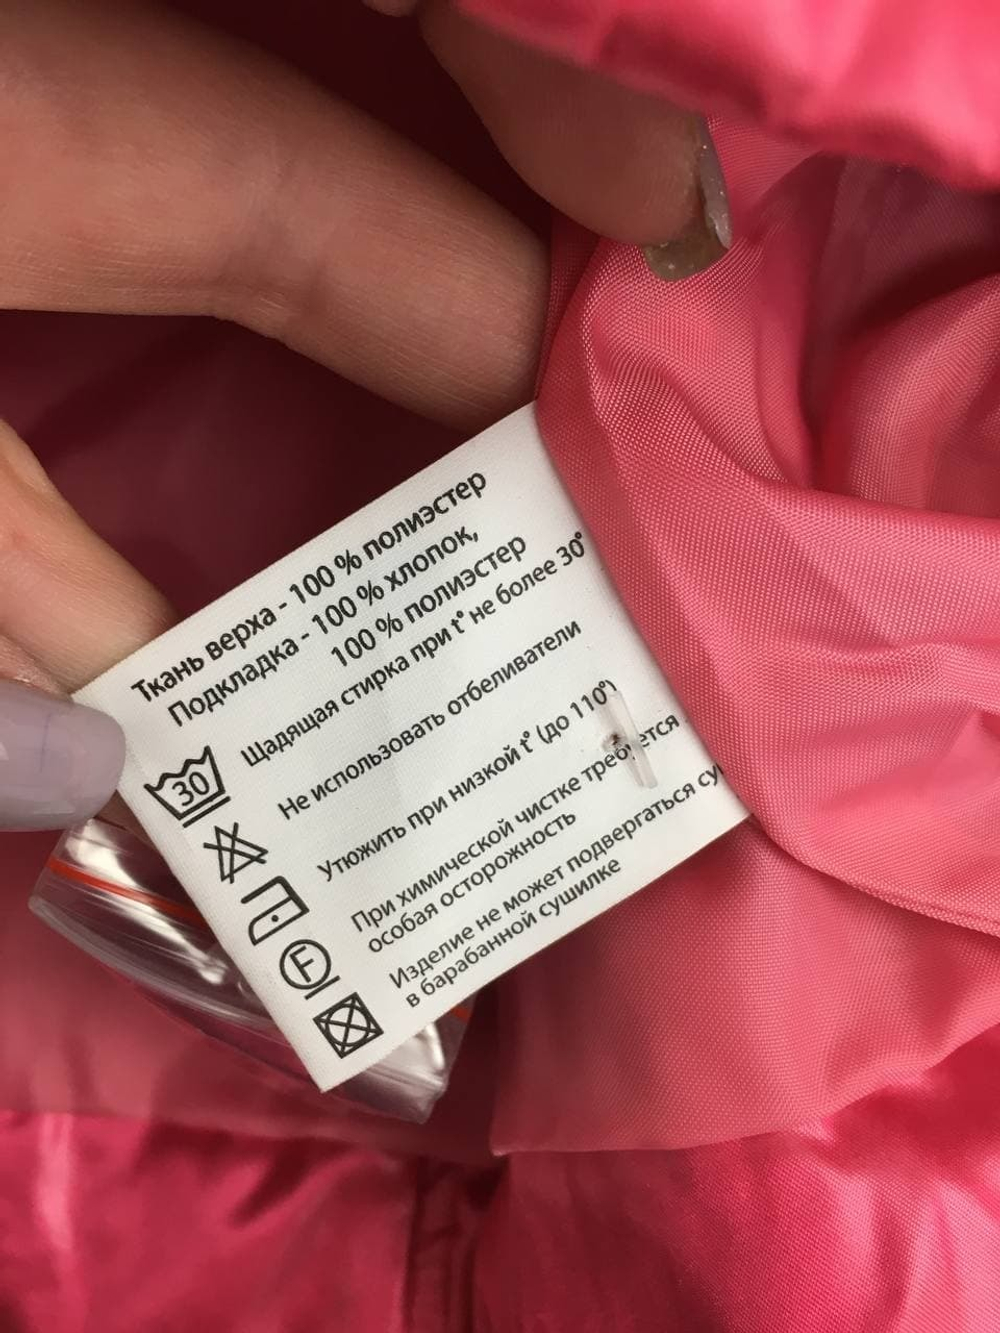 Ткань верха - 100 % полиэстер
Подкладка - 100 % хлопок,
100 % полиэстер
30
Щадящая стирка при t° не более 30°
Не использовать отбеливатели
Утюжить при низкой t° (до 110°)
F
При химической чистке требуется
особая осторожность
Изделие не может подвергаться
в барабанной сушилке